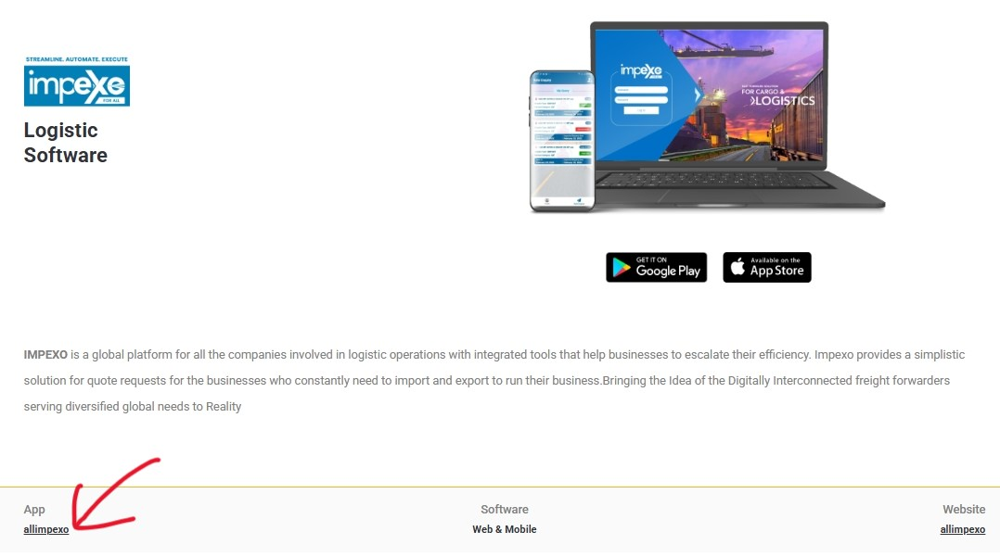 STREAMLINE. AUTOMATE. EXECUTE
impexo
FOR ALL
Logistic
Software
impexo
FOR CARGO &
LOGISTICS
GET IT ON
Google Play
Available on the
App Store
IMPEXO is a global platform for all the companies involved in logistic operations with integrated tools that help businesses to escalate their efficiency. Impexo provides a simplistic
solution for quote requests for the businesses who constantly need to import and export to run their business.Bringing the Idea of the Digitally Interconnected freight forwarders
serving diversified global needs to Reality
App Software Website
allimpexo Web & Mobile allimpexo